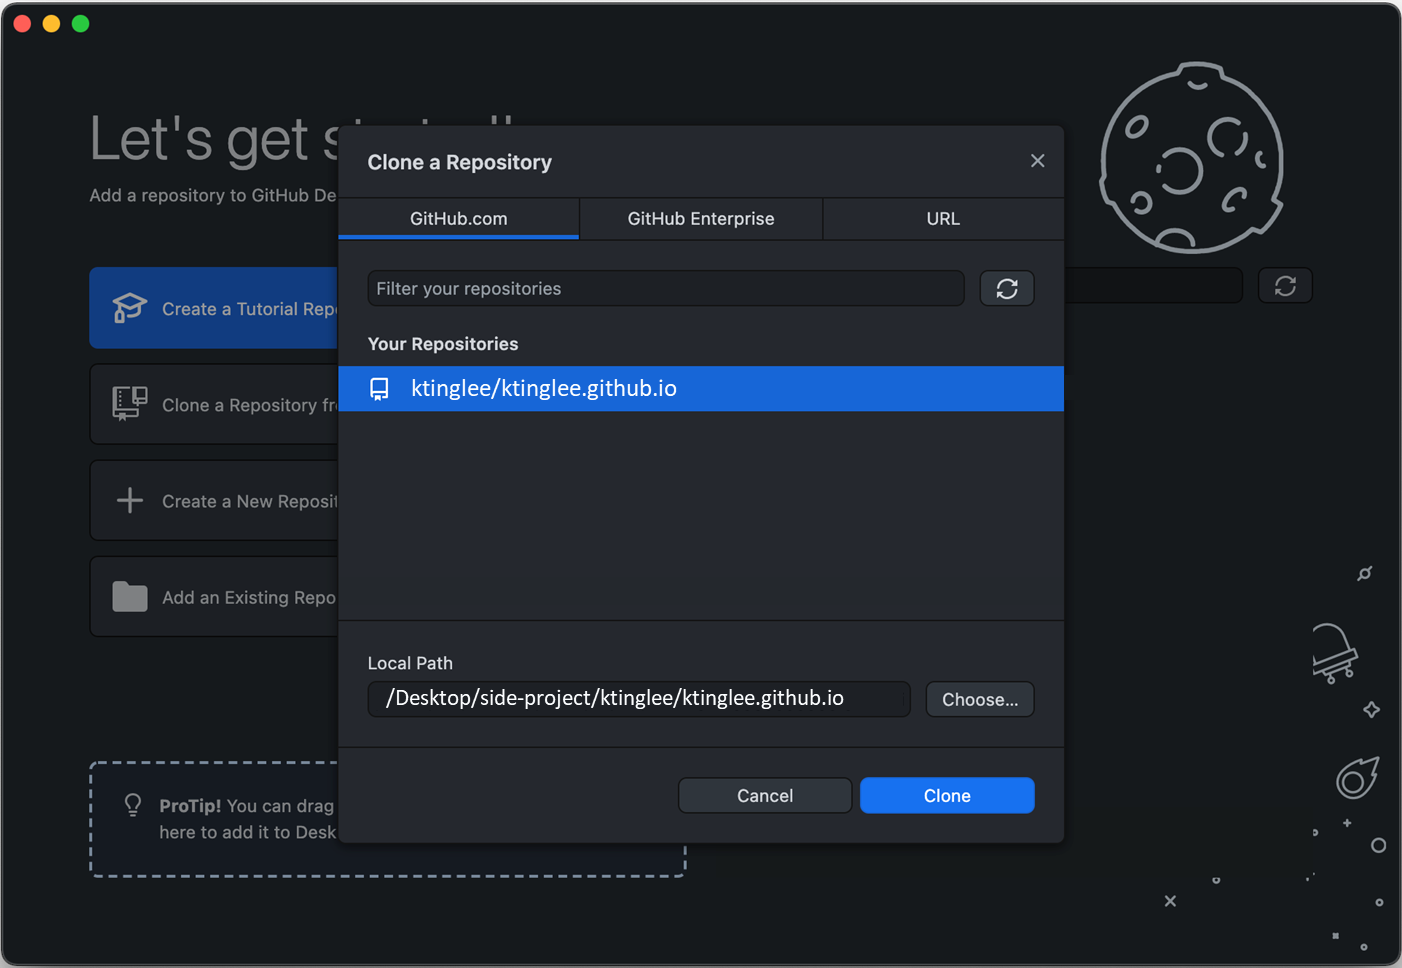 Let's get
Add a repository to GitHub De
Create a Tutorial Rep
Clone a Repository fr
Create a New Reposit
Add an Existing Repo
ProTip! You can drag
here to add it to Desk
Clone a Repository
GitHub.com
GitHub Enterprise
URL
Filter your repositories
Your Repositories
ktinglee/ktinglee.github.io
Local Path
/Desktop/side-project/ktinglee/ktinglee.github.io
Choose...
Cancel
Clone